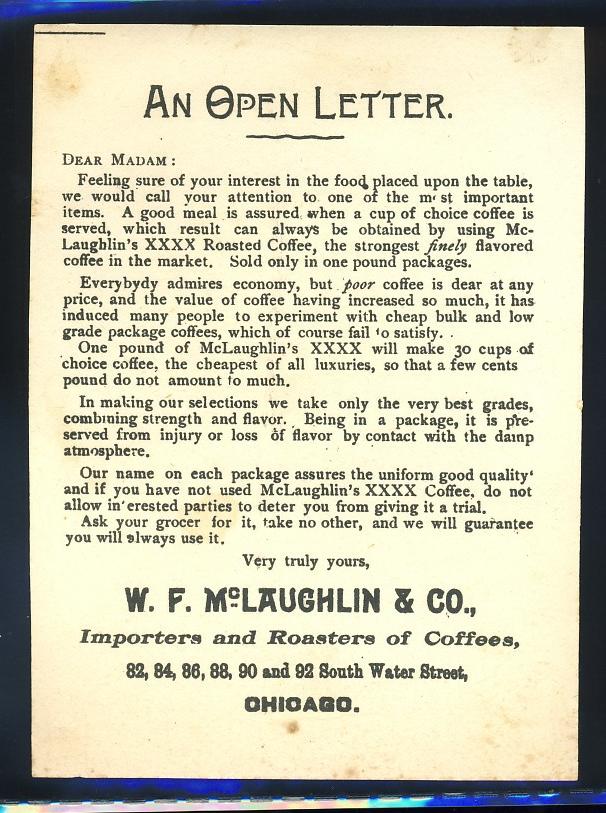 AN OPEN LETTER.
DEAR MADAM:
Feeling sure of your interest in the food placed upon the table,
we would call your attention to one of the most important
items. A good meal is assured when a cup of choice coffee is
served, which result can always be obtained by using Mc-
Laughlin's XXXX Roasted Coffee, the strongest finely flavored
coffee in the market. Sold only in one pound packages.
Everybydy admires economy, but poor coffee is dear at any
price, and the value of coffee having increased so much, it has
induced many people to experiment with cheap bulk and low
grade package coffees, which of course fail to satisfy.
One pound of McLaughlin's XXXX will make 30 cups of
choice coffee, the cheapest of all luxuries, so that a few cents
pound do not amount to much.
In making our selections we take only the very best grades,
combining strength and flavor. Being in a package, it is pre-
served from injury or loss of flavor by contact with the damp
atmosphere.
Our name on each package assures the uniform good quality
and if you have not used McLaughlin's XXXX Coffee, do not
allow interested parties to deter you from giving it a trial.
Ask your grocer for it, take no other, and we will guarantee
you will always use it.
Very truly yours,
W. F. McLAUGHLIN & CO.,
Importers and Roasters of Coffees,
82, 84, 86, 88, 90 and 92 South Water Street,
CHICAGO.